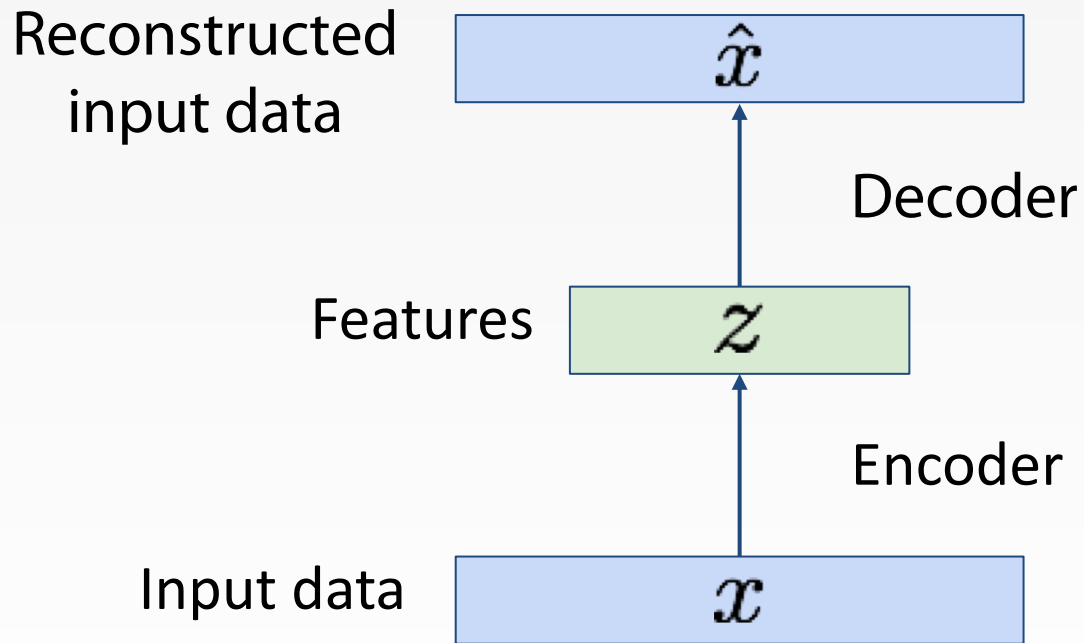 Reconstructed
input data
x̂
Decoder
Features
z
Encoder
Input data
x